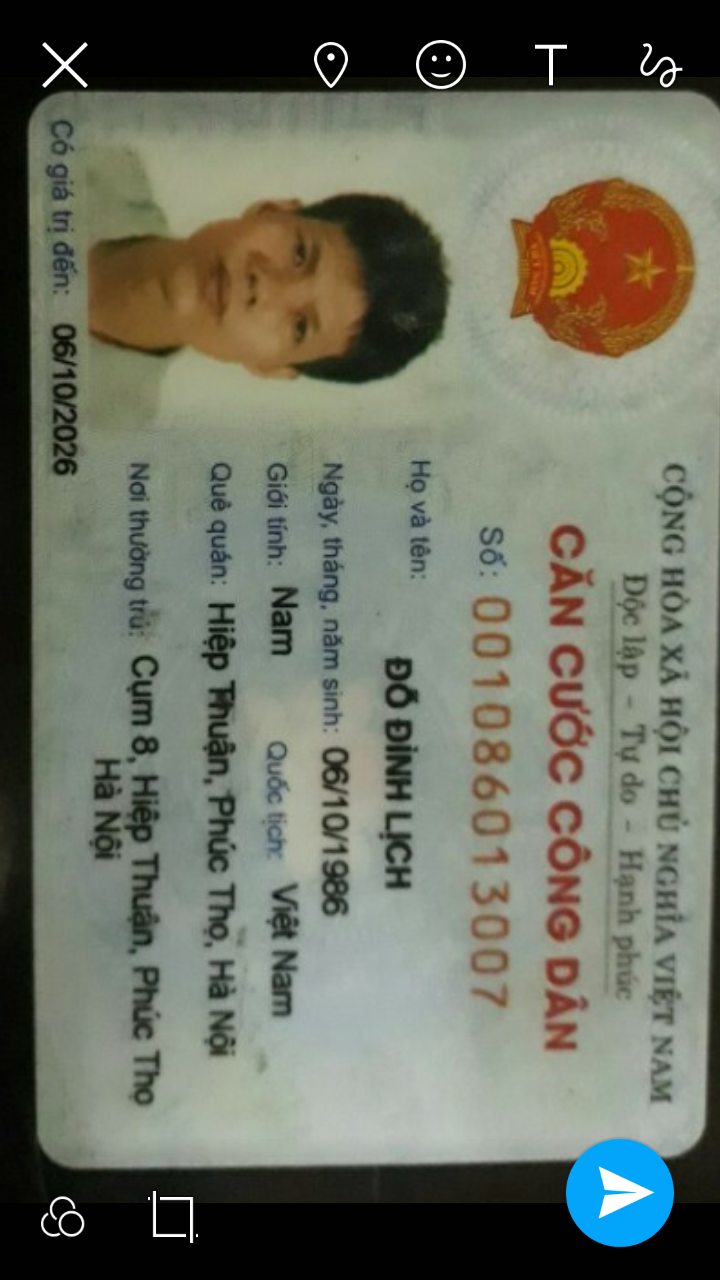 CỘNG HÒA XÃ HỘI CHỦ NGHĨA VIỆT NAM
Độc lập - Tự do - Hạnh phúc
CĂN CƯỚC CÔNG DÂN
Số: 001086013007
Họ và tên:
ĐỖ ĐÌNH LỊCH
Ngày, tháng, năm sinh: 06/10/1986
Giới tính: Nam Quốc tịch: Việt Nam
Quê quán: Hiệp Thuận, Phúc Thọ, Hà Nội
Nơi thường trú: Cụm 8, Hiệp Thuận, Phúc Thọ
Hà Nội
Có giá trị đến: 06/10/2026
T